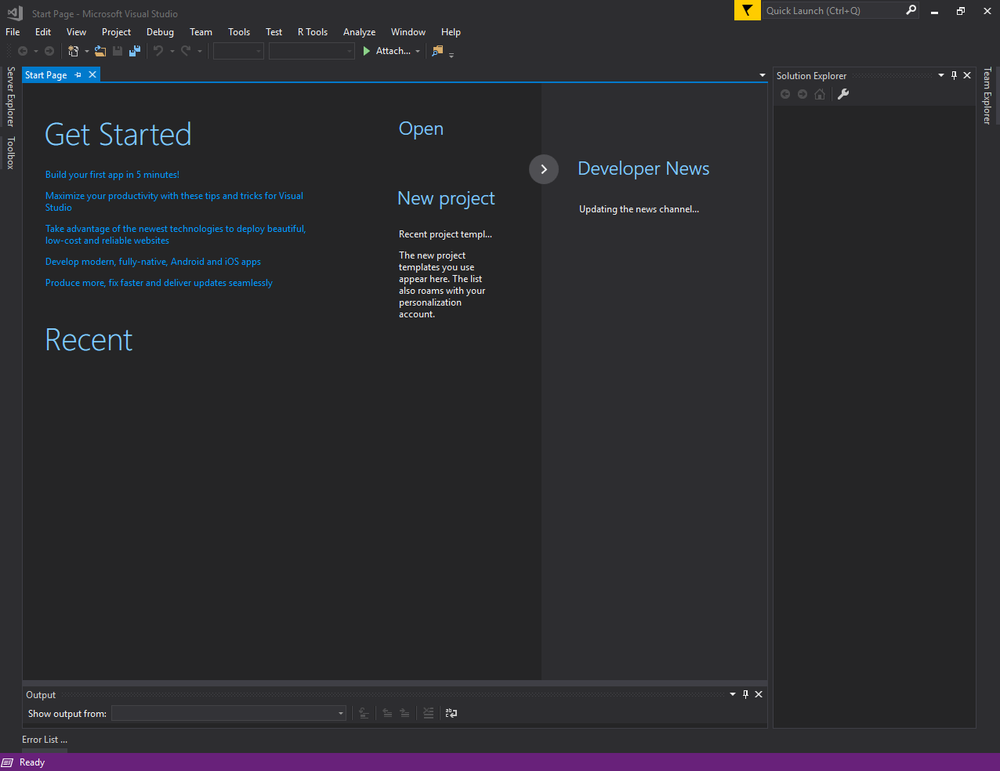 Start Page - Microsoft Visual Studio
Quick Launch (Ctrl+Q)
File Edit View Project Debug Team Tools Test R Tools Analyze Window Help
Attach...
Server Explorer
Toolbox
Start Page
Get Started
Build your first app in 5 minutes!
Maximize your productivity with these tips and tricks for Visual
Studio
Take advantage of the newest technologies to deploy beautiful,
low-cost and reliable websites
Develop modern, fully-native, Android and iOS apps
Produce more, fix faster and deliver updates seamlessly
Recent
Open
New project
Recent project templ...
The new project
templates you use
appear here. The list
also roams with your
personalization
account.
Developer News
Updating the news channel...
Solution Explorer
Team Explorer
Output
Show output from:
Error List ...
Ready